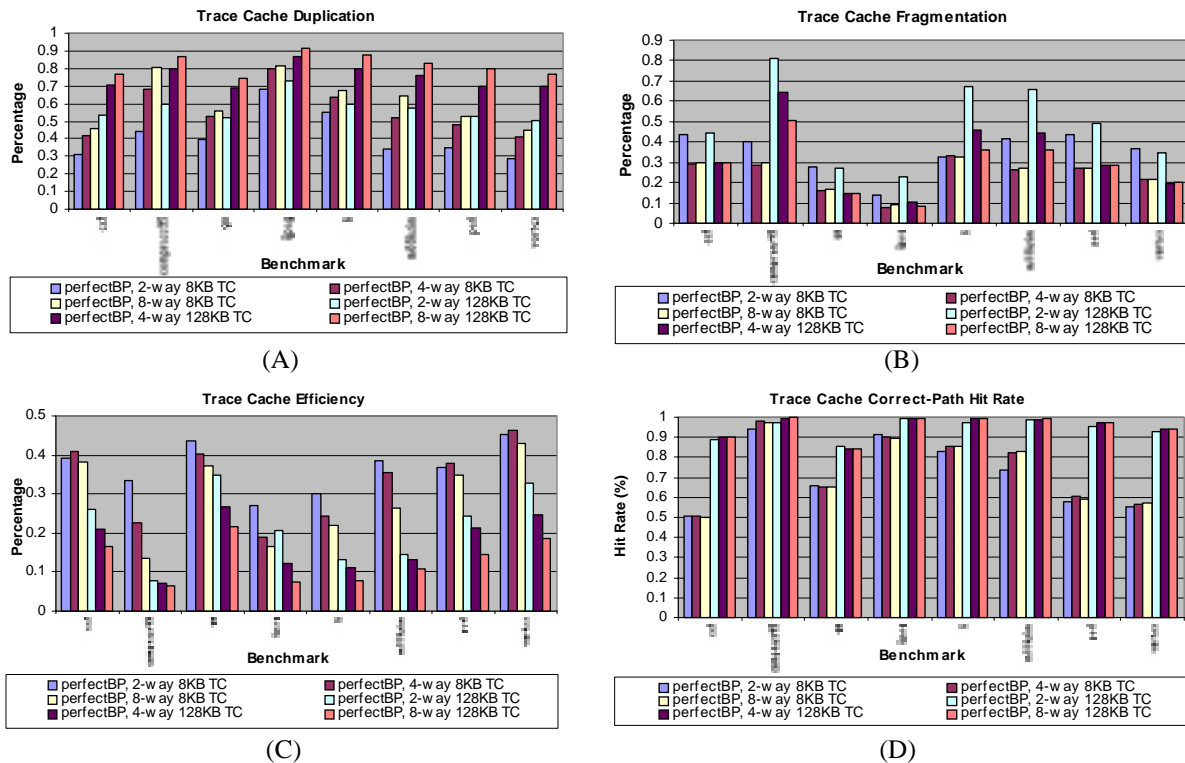 Trace Cache Duplication
1
0.9
0.8
0.7
0.6
0.5
0.4
0.3
0.2
0.1
0
Percentage
Benchmark
perfectBP, 2-way 8KB TC
perfectBP, 4-way 8KB TC
perfectBP, 8-way 8KB TC
perfectBP, 2-way 128KB TC
perfectBP, 4-way 128KB TC
perfectBP, 8-way 128KB TC
(A)
Trace Cache Fragmentation
0.9
0.8
0.7
0.6
0.5
0.4
0.3
0.2
0.1
0
Percentage
Benchmark
perfectBP, 2-way 8KB TC
perfectBP, 4-way 8KB TC
perfectBP, 8-way 8KB TC
perfectBP, 2-way 128KB TC
perfectBP, 4-way 128KB TC
perfectBP, 8-way 128KB TC
(B)
Trace Cache Efficiency
0.5
0.4
0.3
0.2
0.1
0
Percentage
Benchmark
perfectBP, 2-way 8KB TC
perfectBP, 4-way 8KB TC
perfectBP, 8-way 8KB TC
perfectBP, 2-way 128KB TC
perfectBP, 4-way 128KB TC
perfectBP, 8-way 128KB TC
(C)
Trace Cache Correct-Path Hit Rate
1
0.9
0.8
0.7
0.6
0.5
0.4
0.3
0.2
0.1
0
Hit Rate (%)
Benchmark
perfectBP, 2-way 8KB TC
perfectBP, 4-way 8KB TC
perfectBP, 8-way 8KB TC
perfectBP, 2-way 128KB TC
perfectBP, 4-way 128KB TC
perfectBP, 8-way 128KB TC
(D)